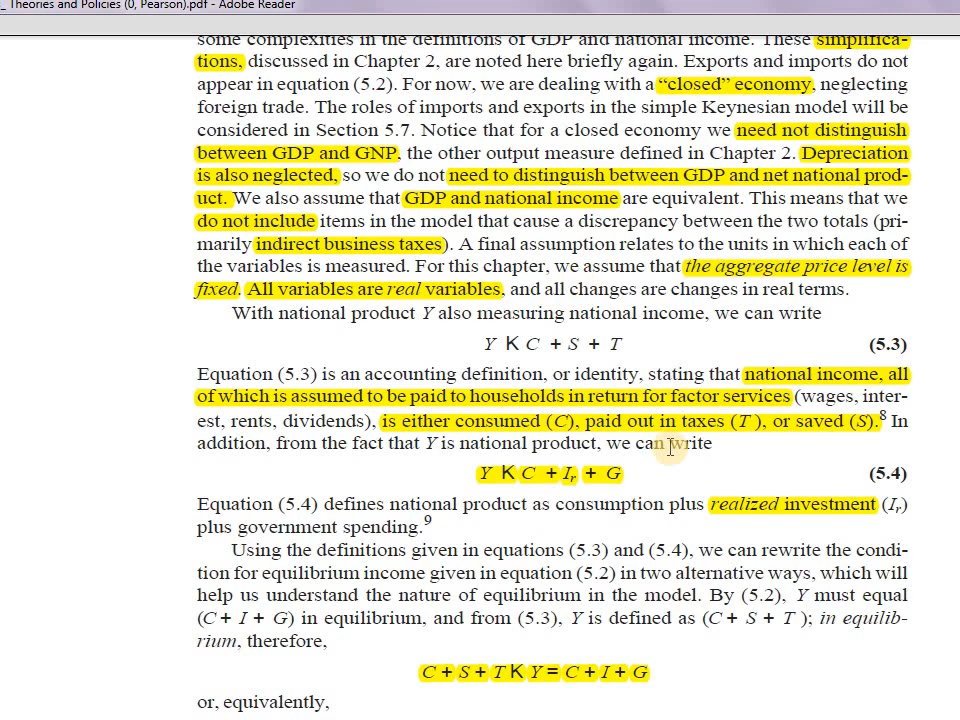 _ Theories and Policies (0, Pearson).pdf - Adobe Reader
some complexities in the definitions of GDP and national income. These simplifica-
tions, discussed in Chapter 2, are noted here briefly again. Exports and imports do not
appear in equation (5.2). For now, we are dealing with a “closed” economy, neglecting
foreign trade. The roles of imports and exports in the simple Keynesian model will be
considered in Section 5.7. Notice that for a closed economy we need not distinguish
between GDP and GNP, the other output measure defined in Chapter 2. Depreciation
is also neglected, so we do not need to distinguish between GDP and net national prod-
uct. We also assume that GDP and national income are equivalent. This means that we
do not include items in the model that cause a discrepancy between the two totals (pri-
marily indirect business taxes). A final assumption relates to the units in which each of
the variables is measured. For this chapter, we assume that the aggregate price level is
fixed. All variables are real variables, and all changes are changes in real terms.
With national product Y also measuring national income, we can write
Y K C + S + T (5.3)
Equation (5.3) is an accounting definition, or identity, stating that national income, all
of which is assumed to be paid to households in return for factor services (wages, inter-
est, rents, dividends), is either consumed (C), paid out in taxes (T ), or saved (S).8 In
addition, from the fact that Y is national product, we can write
Y K C + Ir + G (5.4)
Equation (5.4) defines national product as consumption plus realized investment (Ir)
plus government spending.9
Using the definitions given in equations (5.3) and (5.4), we can rewrite the condi-
tion for equilibrium income given in equation (5.2) in two alternative ways, which will
help us understand the nature of equilibrium in the model. By (5.2), Y must equal
(C + I + G) in equilibrium, and from (5.3), Y is defined as (C + S + T ); in equilib-
rium, therefore,
C + S + T K Y = C + I + G
or, equivalently,